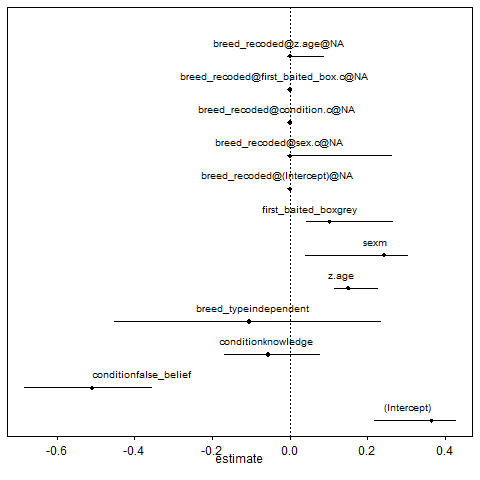 breed_recoded@z.age@NA
breed_recoded@first_baited_box.c@NA
breed_recoded@condition.c@NA
breed_recoded@sex.c@NA
breed_recoded@(Intercept)@NA
first_baited_boxgrey
sexm
z.age
breed_typeindependent
conditionknowledge
conditionfalse_belief
(Intercept)
-0.6 -0.4 -0.2 0.0 0.2 0.4
estimate